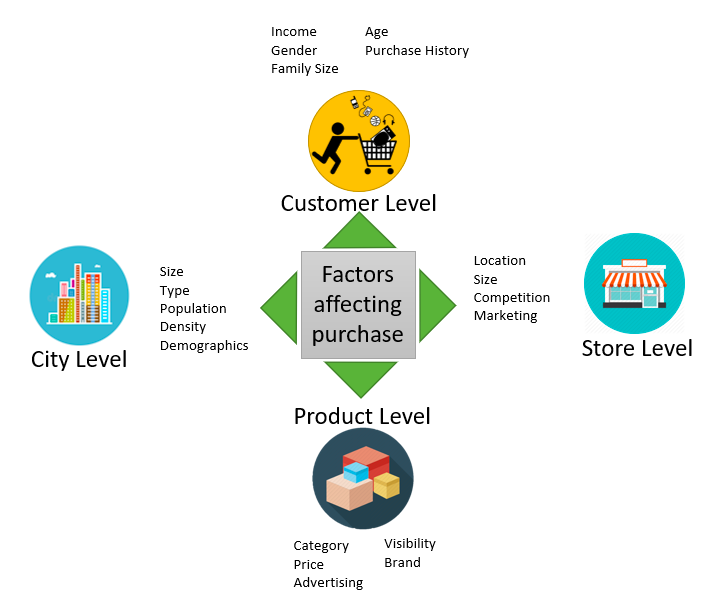 Income
Gender
Family Size
Age
Purchase History
Customer Level
Size
Type
Population
Density
Demographics
City Level
Factors
affecting
purchase
Location
Size
Competition
Marketing
Store Level
Product Level
Category
Price
Advertising
Visibility
Brand